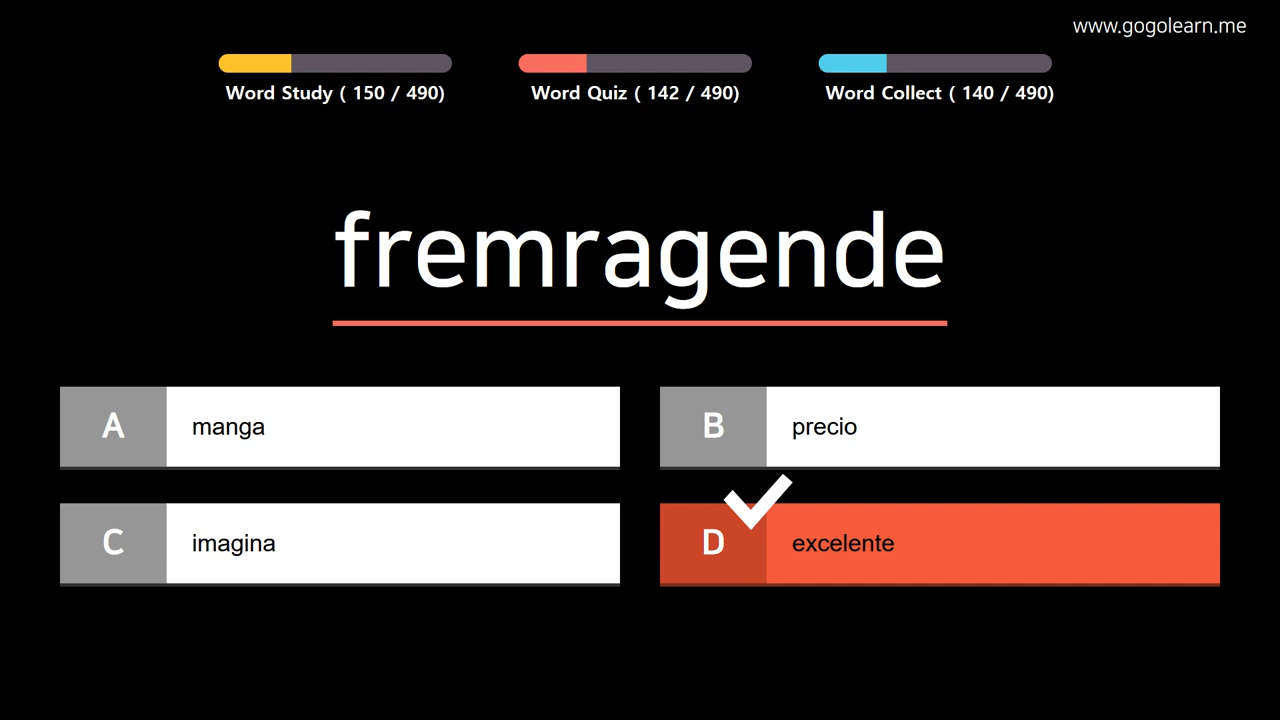 www.gogolearn.me
Word Study ( 150 / 490)
Word Quiz ( 142 / 490)
Word Collect ( 140 / 490)
fremragende
A manga
B precio
C imagina
D excelente